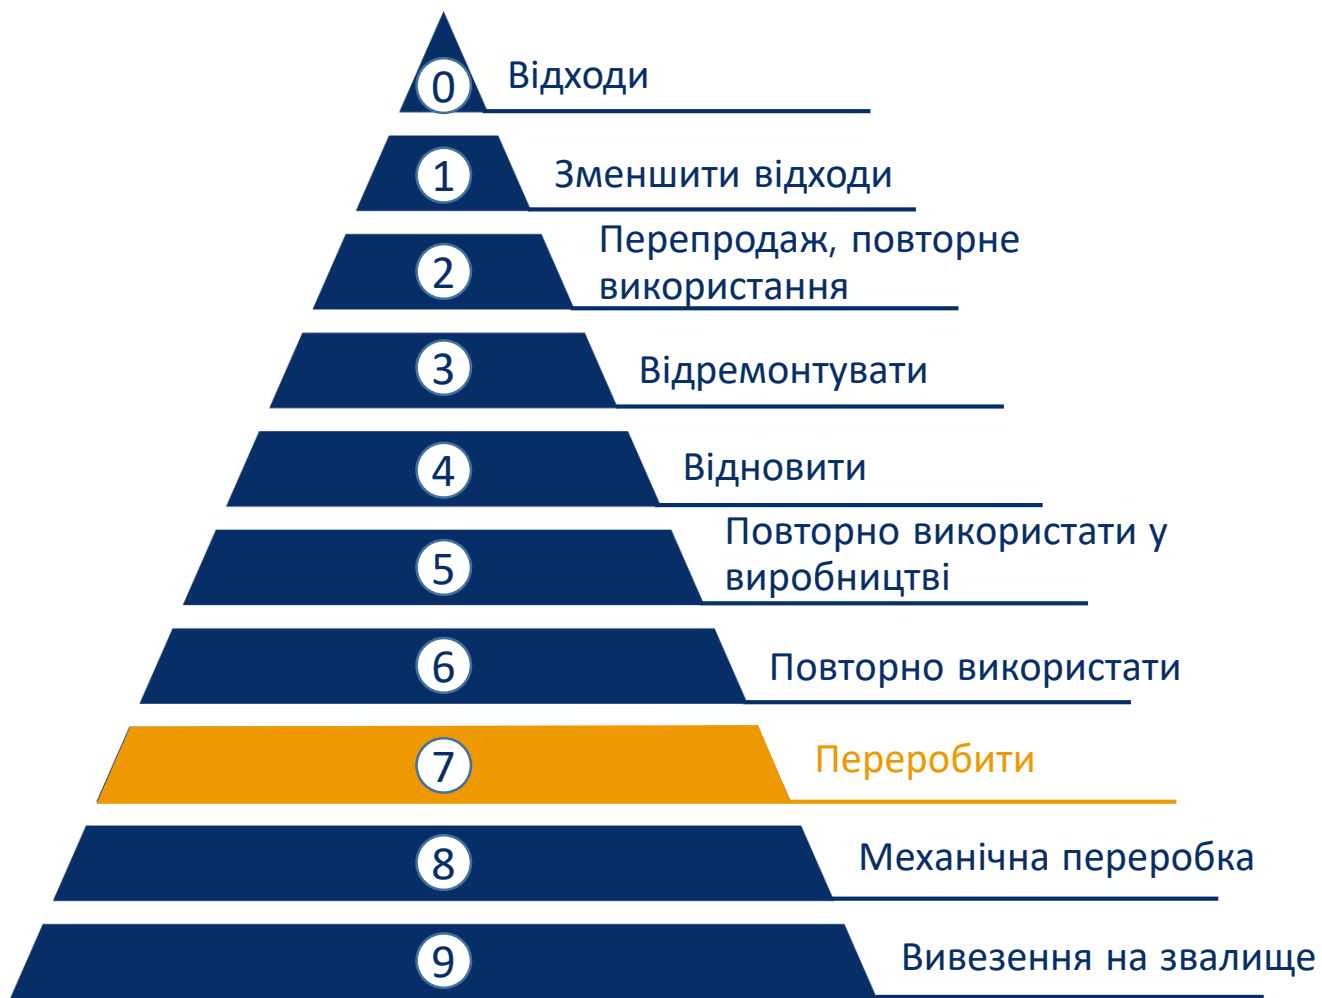 0
Відходи
1
Зменшити відходи
2
Перепродаж, повторне
використання
3
Відремонтувати
4
Відновити
5
Повторно використати у
виробництві
6
Повторно використати
7
Переробити
8
Механічна переробка
9
Вивезення на звалище